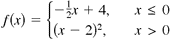 f(x) = { -½x + 4, x ≤ 0
(x − 2)², x > 0